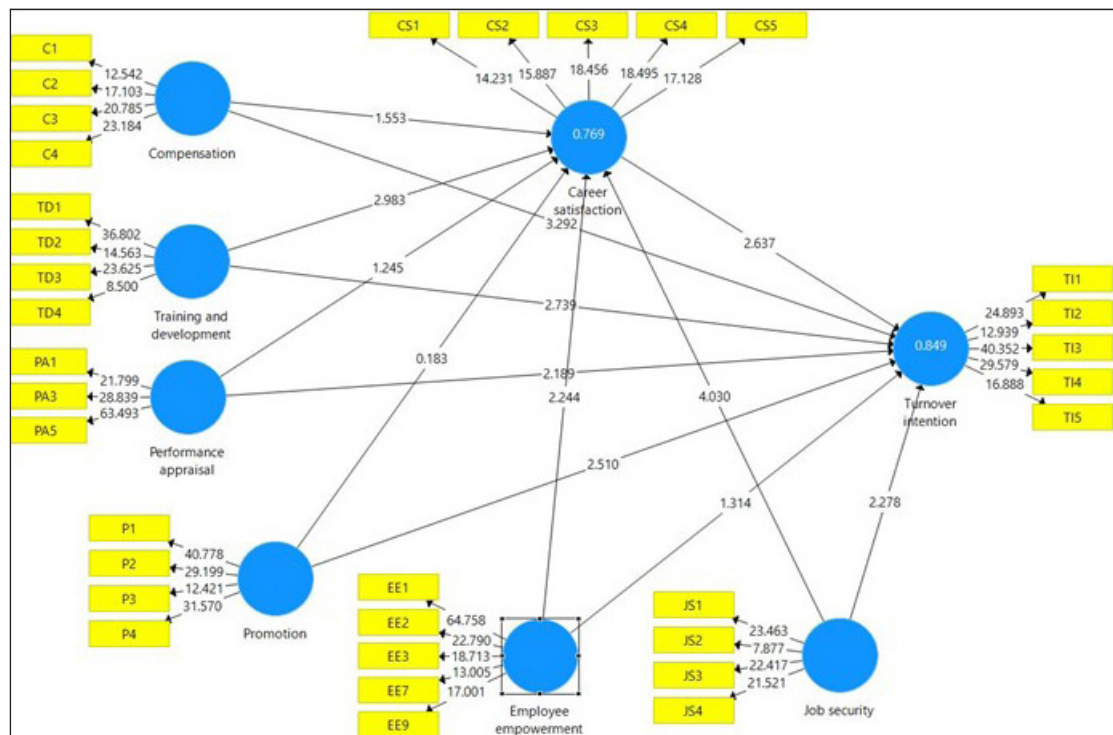 CS1
CS2
CS3
CS4
CS5
14.231
15.887
18.456
18.495
17.128
0.769
Career
satisfaction
C1
C2
C3
C4
12.542
17.103
20.785
23.184
Compensation
1.553
3.292
TD1
TD2
TD3
TD4
36.802
14.563
23.625
8.500
Training and
development
2.983
2.739
2.637
PA1
PA3
PA5
21.799
28.839
63.493
Performance
appraisal
1.245
2.189
0.183
2.244
4.030
TI1
TI2
TI3
TI4
TI5
24.893
12.939
40.352
29.579
16.888
0.849
Turnover
intention
P1
P2
P3
P4
40.778
29.199
12.421
31.570
Promotion
2.510
1.314
2.278
EE1
EE2
EE3
EE7
EE9
64.758
22.790
18.713
13.005
17.001
Employee
empowerment
JS1
JS2
JS3
JS4
23.463
7.877
22.417
21.521
Job security